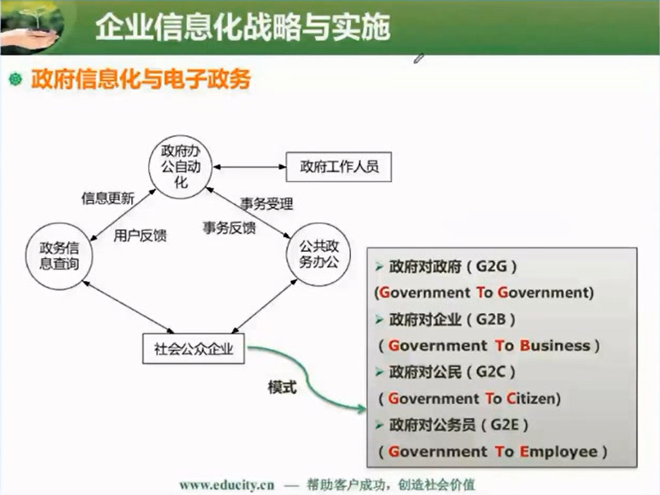 企业信息化战略与实施
政府信息化与电子政务
政府办
公自动
化
政府工作人员
信息更新
事务受理
用户反馈
事务反馈
政务信
息查询
公共政
务办公
社会公众企业
模式
政府对政府（G2G）
(Government To Government)
政府对企业（G2B）
（Government To Business）
政府对公民（G2C）
（Government To Citizen)
政府对公务员（G2E）
（Government To Employee）
www.educity.cn — 帮助客户成功，创造社会价值